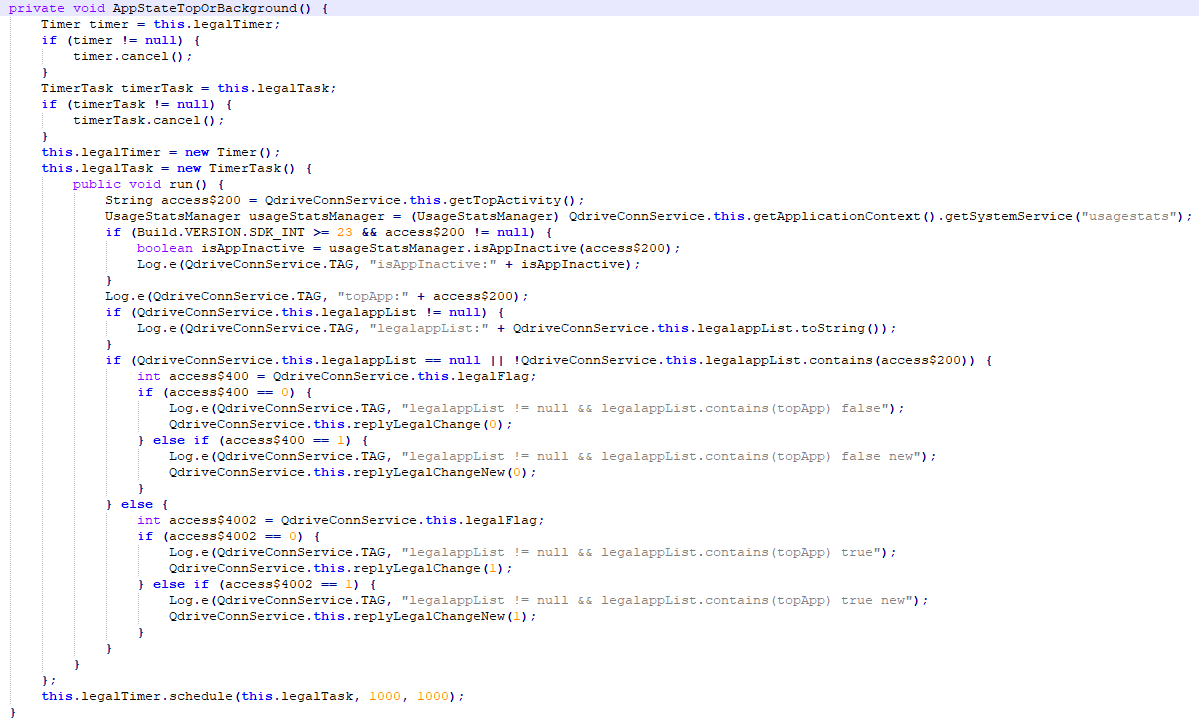 private void AppStateTopOrBackground() {
    Timer timer = this.legalTimer;
    if (timer != null) {
        timer.cancel();
    }
    TimerTask timerTask = this.legalTask;
    if (timerTask != null) {
        timerTask.cancel();
    }
    this.legalTimer = new Timer();
    this.legalTask = new TimerTask() {
        public void run() {
            String access$200 = QdriveConnService.this.getTopActivity();
            UsageStatsManager usageStatsManager = (UsageStatsManager) QdriveConnService.this.getApplicationContext().getSystemService("usagestats");
            if (Build.VERSION.SDK_INT >= 23 && access$200 != null) {
                boolean isAppInactive = usageStatsManager.isAppInactive(access$200);
                Log.e(QdriveConnService.TAG, "isAppInactive:" + isAppInactive);
            }
            Log.e(QdriveConnService.TAG, "topApp:" + access$200);
            if (QdriveConnService.this.legalappList != null) {
                Log.e(QdriveConnService.TAG, "legalappList:" + QdriveConnService.this.legalappList.toString());
            }
            if (QdriveConnService.this.legalappList == null || !QdriveConnService.this.legalappList.contains(access$200)) {
                int access$400 = QdriveConnService.this.legalFlag;
                if (access$400 == 0) {
                    Log.e(QdriveConnService.TAG, "legalappList != null && legalappList.contains(topApp) false");
                    QdriveConnService.this.replyLegalChange(0);
                } else if (access$400 == 1) {
                    Log.e(QdriveConnService.TAG, "legalappList != null && legalappList.contains(topApp) false new");
                    QdriveConnService.this.replyLegalChangeNew(0);
                }
            } else {
                int access$4002 = QdriveConnService.this.legalFlag;
                if (access$4002 == 0) {
                    Log.e(QdriveConnService.TAG, "legalappList != null && legalappList.contains(topApp) true");
                    QdriveConnService.this.replyLegalChange(1);
                } else if (access$4002 == 1) {
                    Log.e(QdriveConnService.TAG, "legalappList != null && legalappList.contains(topApp) true new");
                    QdriveConnService.this.replyLegalChangeNew(1);
                }
            }
        }
    };
    this.legalTimer.schedule(this.legalTask, 1000, 1000);
}